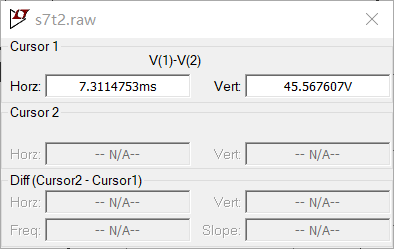 s7t2.raw
Cursor 1
V(1)-V(2)
Horz: 7.3114753ms Vert: 45.567607V
Cursor 2
Horz: -- N/A-- Vert: -- N/A--
Diff (Cursor2 - Cursor1)
Horz: -- N/A-- Vert: -- N/A--
Freq: -- N/A-- Slope: -- N/A--